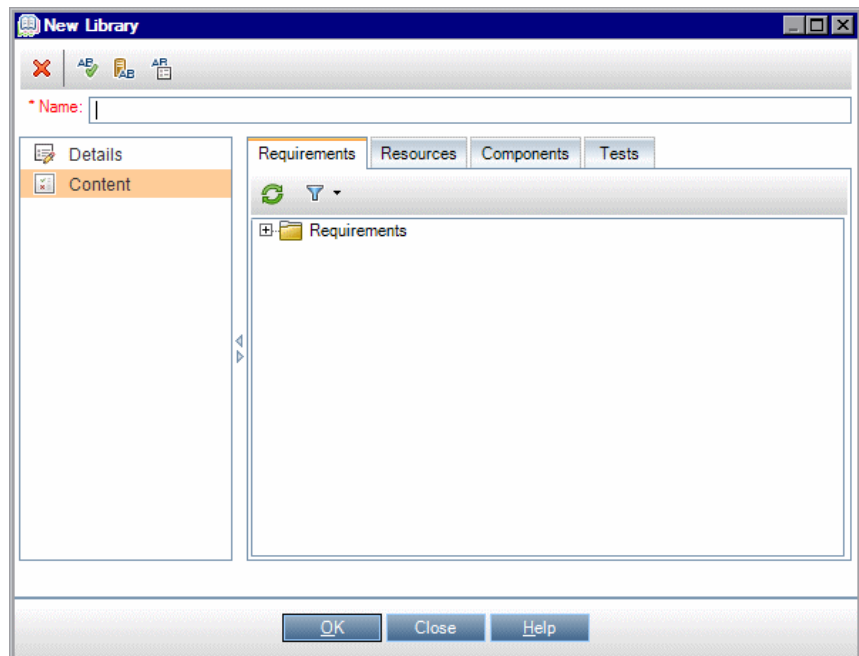 New Library
* Name:
Details
Content
Requirements Resources Components Tests
Requirements
OK Close Help